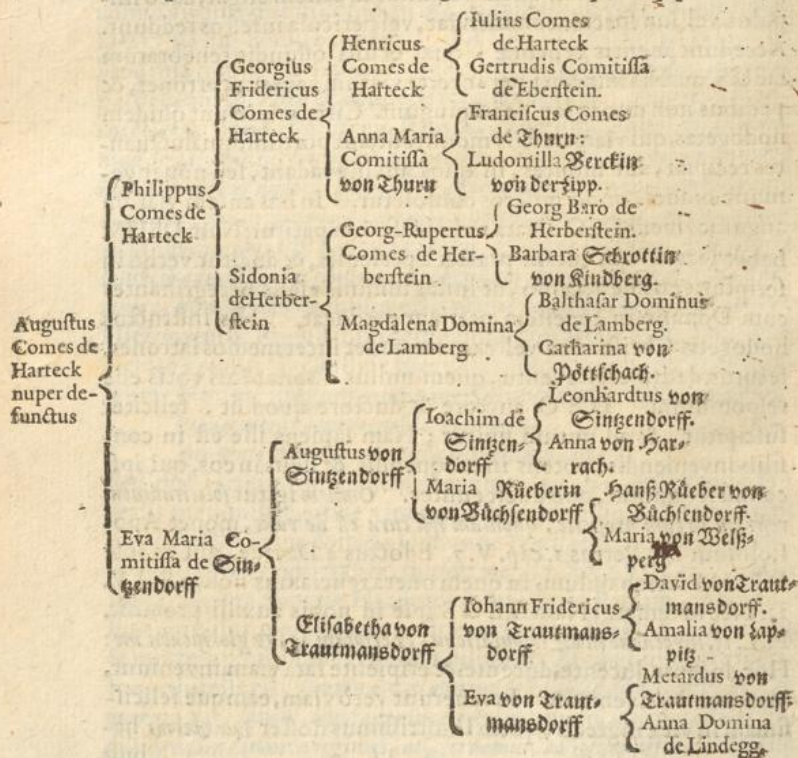 Augustus
Comes de
Harteck
nuper de-
functus
Philippus
Comes de
Harteck
Georgius
Fridericus
Comes de
Harteck
Henricus
Comes de
Harteck
Iulius Comes
de Harteck
Gertrudis Comitissa
de Eberstein.
Anna Maria
Comitissa
von Thurn
Franciscus Comes
de Thurn:
Ludomilla Berckin
von der Lipp.
Sidonia
de Herber-
stein
Georg-Rupertus
Comes de Her-
berstein
Georg Baro de
Herberstein.
Barbara Schrottin
von Kindberg.
Magdalena Domina
de Lamberg
Balthasar Dominus
de Lamberg.
Catharina von
Pöttschach.
Eva Maria Co-
mitissa de Sin-
tzendorff
Augustus von
Sintzendorff
Ioachim de
Sintzen-
dorff
Leonhardtus von
Sintzendorff.
Anna von Har-
rach.
Maria Rüeberin
von Büchsendorff
Hanß Rüeber von
Büchsendorff.
Maria von Welß-
perg
Elisabetha von
Trautmansdorff
Iohann Fridericus
von Trautmans-
dorff
David von Traut-
mansdorff.
Amalia von Lap-
pitz
Eva von Traut-
mansdorff
Metardus von
Trautmansdorff.
Anna Domina
de Lindegg.